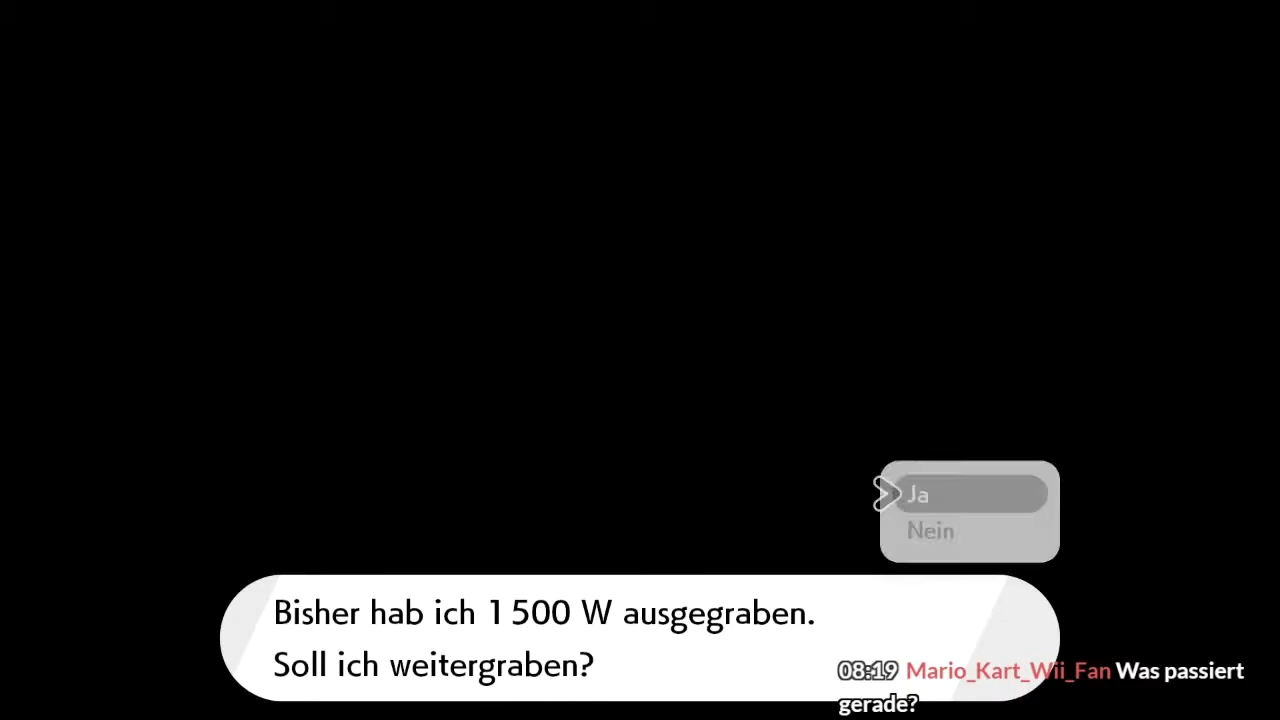 Ja
Nein
Bisher hab ich 1 500 W ausgegraben.
Soll ich weitergraben?
08:19 Mario_Kart_Wii_Fan Was passiert
gerade?